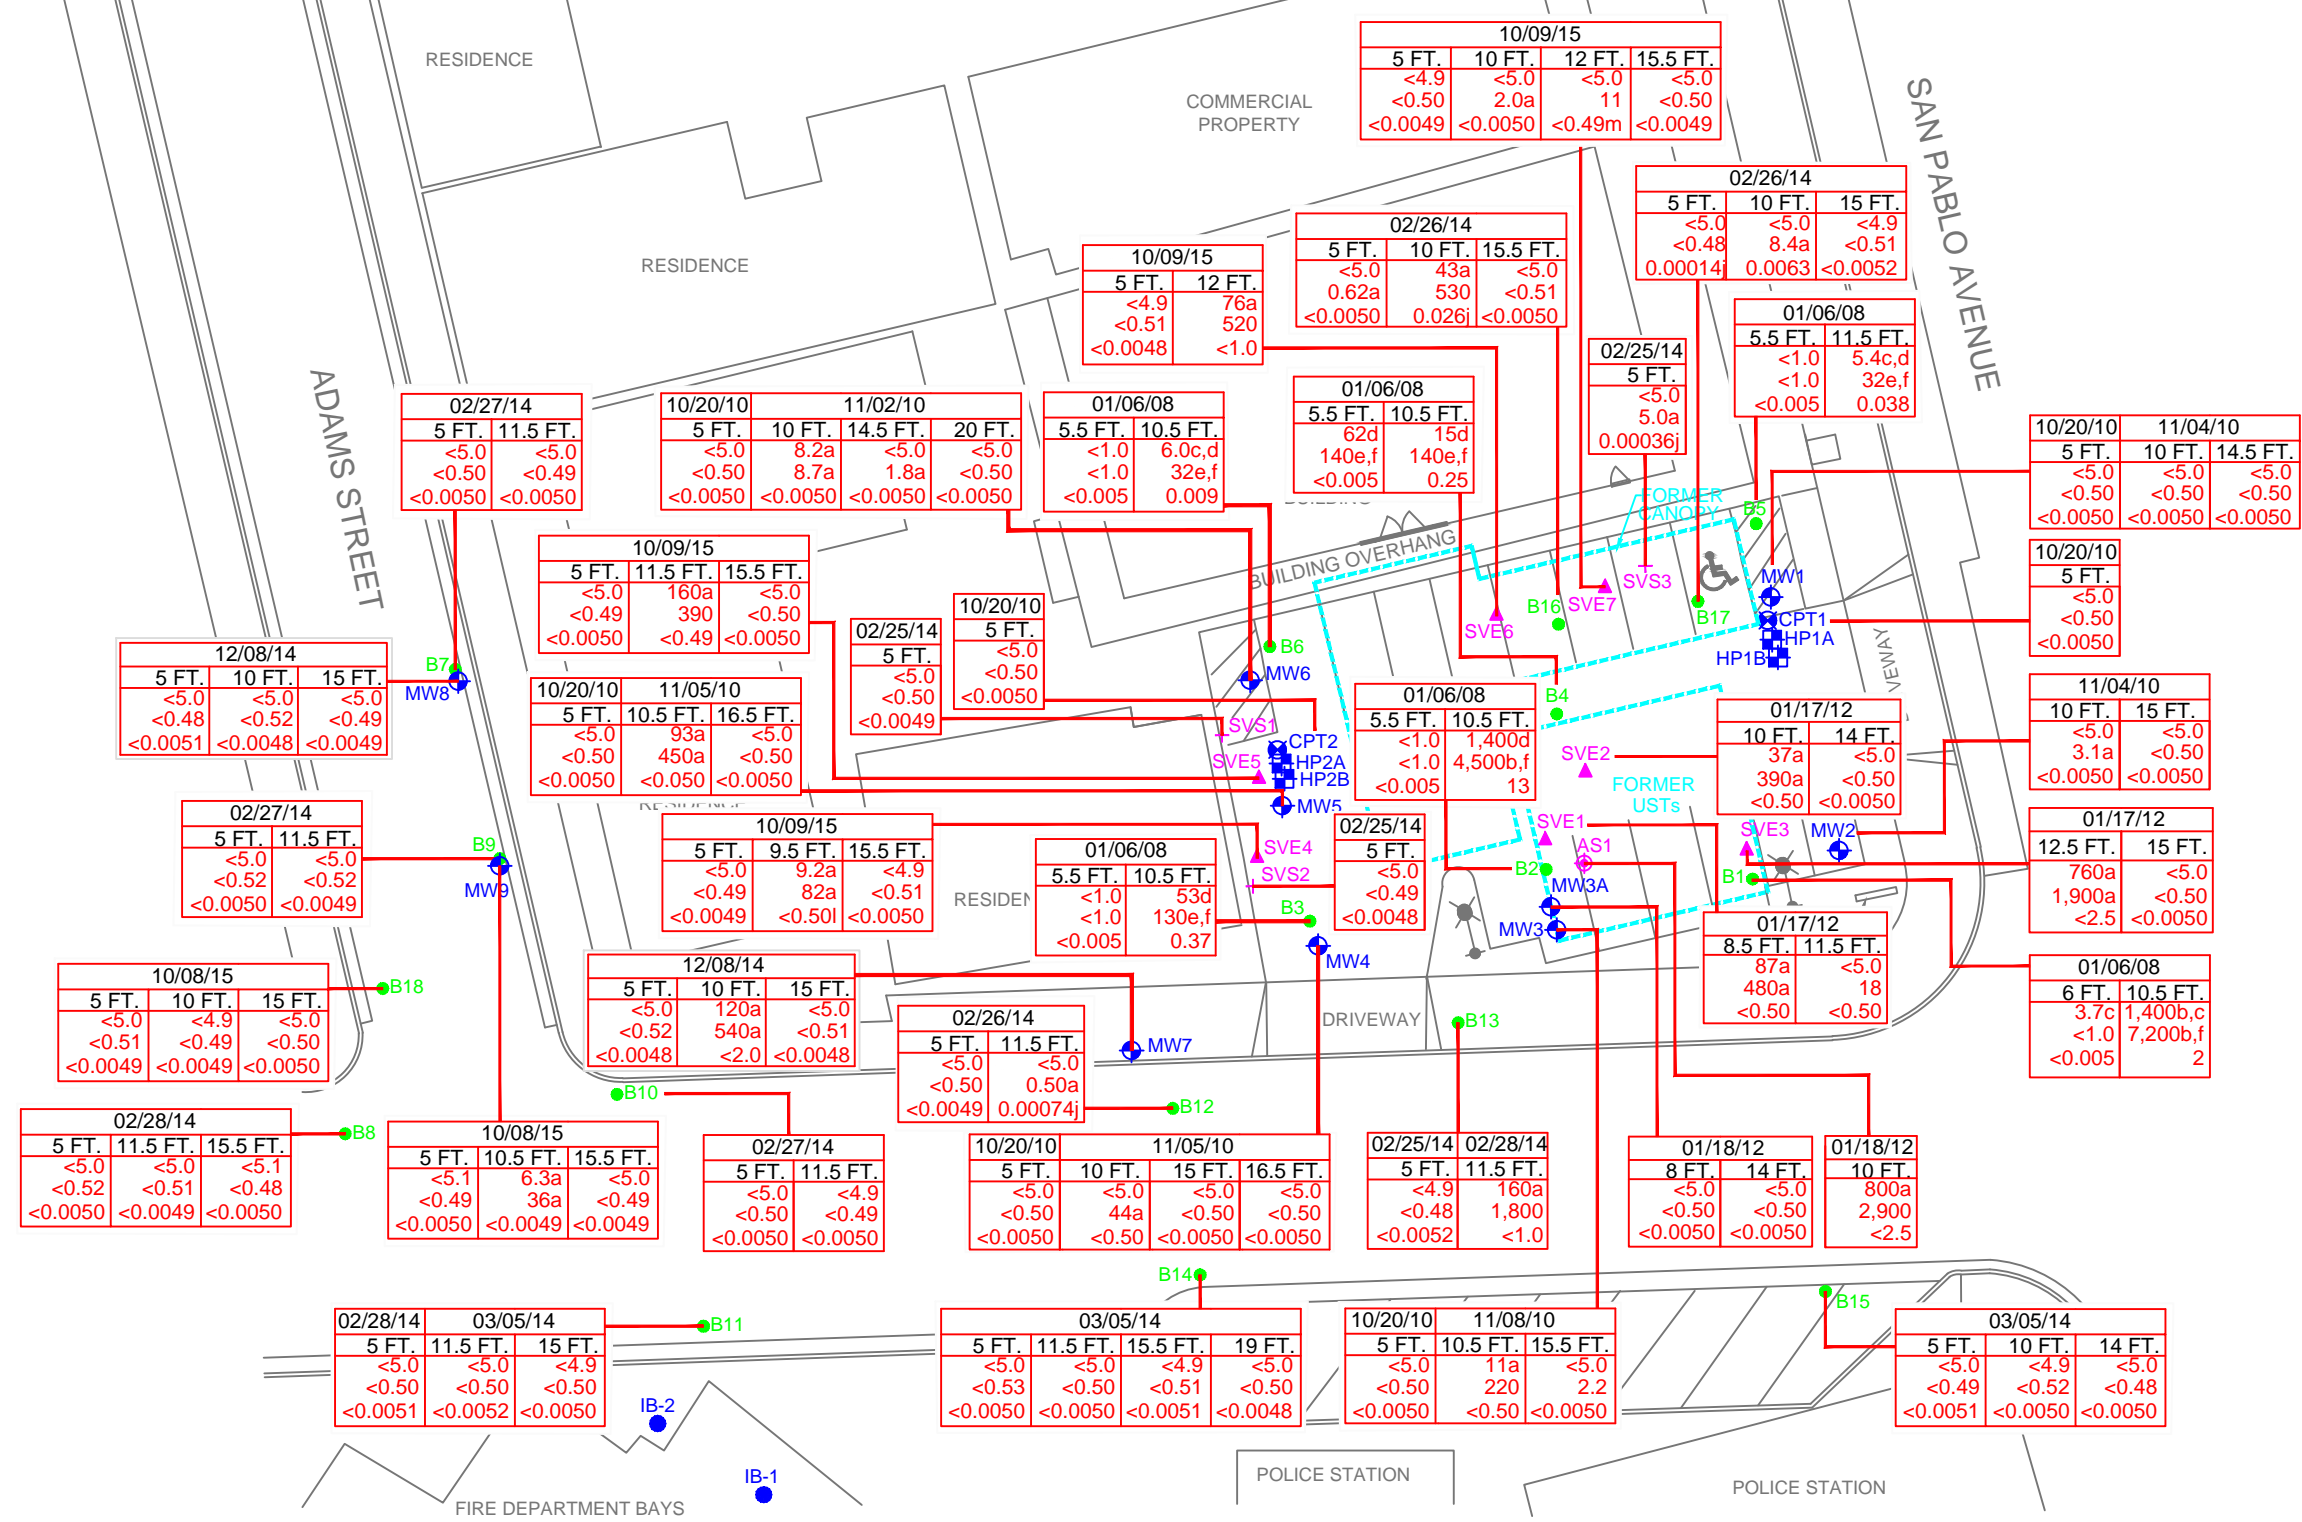 RESIDENCE
COMMERCIAL
PROPERTY
SAN PABLO AVENUE
RESIDENCE
ADAMS STREET
10/09/15
5 FT. 10 FT. 12 FT. 15.5 FT.
<4.9 <5.0 <5.0 <5.0
<0.50 2.0a 11 <0.50
<0.0049 <0.0050 <0.49m <0.0049
02/26/14
5 FT. 10 FT. 15 FT.
<5.0 <5.0 <4.9
<0.48 8.4a <0.51
0.00014j 0.0063 <0.0052
02/26/14
5 FT. 10 FT. 15.5 FT.
<5.0 43a <5.0
0.62a 530 <0.51
<0.0050 0.026j <0.0050
10/09/15
5 FT. 12 FT.
<4.9 76a
<0.51 520
<0.0048 <1.0
01/06/08
5.5 FT. 11.5 FT.
<1.0 5.4c,d
<1.0 32e,f
<0.005 0.038
02/25/14
5 FT.
<5.0
5.0a
0.00036j
01/06/08
5.5 FT. 10.5 FT.
62d 15d
140e,f 140e,f
<0.005 0.25
02/27/14
5 FT. 11.5 FT.
<5.0 <5.0
<0.50 <0.49
<0.0050 <0.0050
10/20/10 11/02/10
5 FT. 10 FT. 14.5 FT. 20 FT.
<5.0 8.2a <5.0 <5.0
<0.50 8.7a 1.8a <0.50
<0.0050 <0.0050 <0.0050 <0.0050
01/06/08
5.5 FT. 10.5 FT.
<1.0 6.0c,d
<1.0 32e,f
<0.005 0.009
10/20/10 11/04/10
5 FT. 10 FT. 14.5 FT.
<5.0 <5.0 <5.0
<0.50 <0.50 <0.50
<0.0050 <0.0050 <0.0050
BUILDING
FORMER
CANOPY
B5
BUILDING OVERHANG
10/09/15
5 FT. 11.5 FT. 15.5 FT.
<5.0 160a <5.0
<0.49 390 <0.50
<0.0050 <0.49 <0.0050
10/20/10
5 FT.
<5.0
<0.50
<0.0050
SVS3
MW1
SVE7
B16
B17
SVE6
CPT1
HP1A
HP1B
10/20/10
5 FT.
<5.0
<0.50
<0.0050
02/25/14
5 FT.
<5.0
<0.50
<0.0049
B6
MW6
12/08/14
5 FT. 10 FT. 15 FT.
<5.0 <5.0 <5.0
<0.48 <0.52 <0.49
<0.0051 <0.0048 <0.0049
B7
MW8
10/20/10 11/05/10
5 FT. 10.5 FT. 16.5 FT.
<5.0 93a <5.0
<0.50 450a <0.50
<0.0050 <0.050 <0.0050
RESIDENCE
SVS1
CPT2
HP2A
HP2B
SVE5
MW5
01/06/08
5.5 FT. 10.5 FT.
<1.0 1,400d
<1.0 4,500b,f
<0.005 13
B4
SVE2
FORMER
USTs
EWAY
01/17/12
10 FT. 14 FT.
37a <5.0
390a <0.50
<0.50 <0.0050
11/04/10
10 FT. 15 FT.
<5.0 <5.0
3.1a <0.50
<0.0050 <0.0050
02/27/14
5 FT. 11.5 FT.
<5.0 <5.0
<0.52 <0.52
<0.0050 <0.0049
B9
MW9
10/09/15
5 FT. 9.5 FT. 15.5 FT.
<5.0 9.2a <4.9
<0.49 82a <0.51
<0.0049 <0.50l <0.0050
SVE4
SVS2
02/25/14
5 FT.
<5.0
<0.49
<0.0048
SVE1
AS1
B2
MW3A
MW3
SVE3
MW2
B1
01/17/12
12.5 FT. 15 FT.
760a <5.0
1,900a <0.50
<2.5 <0.0050
RESIDEN
01/06/08
5.5 FT. 10.5 FT.
<1.0 53d
<1.0 130e,f
<0.005 0.37
B3
MW4
01/17/12
8.5 FT. 11.5 FT.
87a <5.0
480a 18
<0.50 <0.50
01/06/08
6 FT. 10.5 FT.
3.7c 1,400b,c
<1.0 7,200b,f
<0.005 2
10/08/15
5 FT. 10 FT. 15 FT.
<5.0 <4.9 <5.0
<0.51 <0.49 <0.50
<0.0049 <0.0049 <0.0050
B18
12/08/14
5 FT. 10 FT. 15 FT.
<5.0 120a <5.0
<0.52 540a <0.51
<0.0048 <2.0 <0.0048
MW7
02/26/14
5 FT. 11.5 FT.
<5.0 <5.0
<0.50 0.50a
<0.0049 0.00074j
B12
DRIVEWAY
B13
B10
02/28/14
5 FT. 11.5 FT. 15.5 FT.
<5.0 <5.0 <5.1
<0.52 <0.51 <0.48
<0.0050 <0.0049 <0.0050
B8
10/08/15
5 FT. 10.5 FT. 15.5 FT.
<5.1 6.3a <5.0
<0.49 36a <0.49
<0.0050 <0.0049 <0.0049
02/27/14
5 FT. 11.5 FT.
<5.0 <4.9
<0.50 <0.49
<0.0050 <0.0050
10/20/10 11/05/10
5 FT. 10 FT. 15 FT. 16.5 FT.
<5.0 <5.0 <5.0 <5.0
<0.50 44a <0.50 <0.50
<0.0050 <0.50 <0.0050 <0.0050
02/25/14 02/28/14
5 FT. 11.5 FT.
<4.9 160a
<0.48 1,800
<0.0052 <1.0
01/18/12
8 FT. 14 FT.
<5.0 <5.0
<0.50 <0.50
<0.0050 <0.0050
01/18/12
10 FT.
800a
2,900
<2.5
B14
B15
02/28/14 03/05/14
5 FT. 11.5 FT. 15 FT.
<5.0 <5.0 <4.9
<0.50 <0.50 <0.50
<0.0051 <0.0052 <0.0050
B11
03/05/14
5 FT. 11.5 FT. 15.5 FT. 19 FT.
<5.0 <5.0 <4.9 <5.0
<0.53 <0.50 <0.51 <0.50
<0.0050 <0.0050 <0.0051 <0.0048
10/20/10 11/08/10
5 FT. 10.5 FT. 15.5 FT.
<5.0 11a <5.0
<0.50 220 2.2
<0.0050 <0.50 <0.0050
03/05/14
5 FT. 10 FT. 14 FT.
<5.0 <4.9 <5.0
<0.49 <0.52 <0.48
<0.0051 <0.0050 <0.0050
IB-2
IB-1
FIRE DEPARTMENT BAYS
POLICE STATION
POLICE STATION